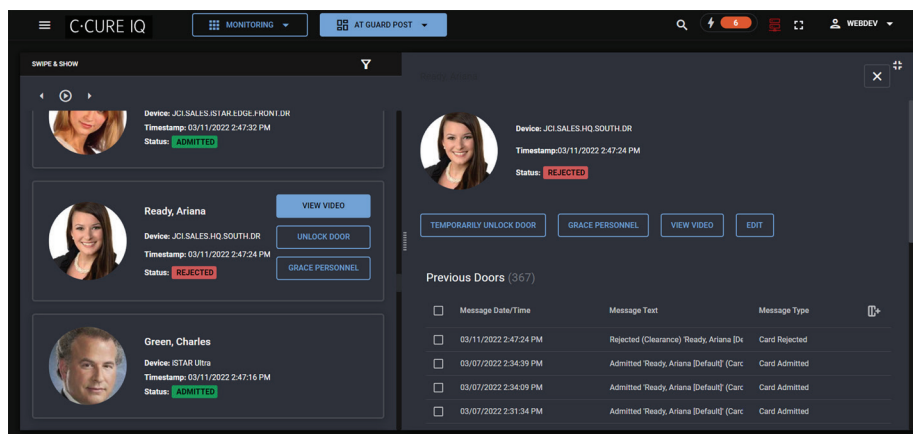 C·CURE IQ
MONITORING
AT GUARD POST
6
WEBDEV
SWIPE & SHOW
Device: JCI.SALES.ISTAR.EDGE.FRONT.DR
Timestamp: 03/11/2022 2:47:32 PM
Status: ADMITTED
Ready, Ariana
Device: JCI.SALES.HQ.SOUTH.DR
Timestamp: 03/11/2022 2:47:24 PM
Status: REJECTED
VIEW VIDEO
UNLOCK DOOR
GRACE PERSONNEL
Green, Charles
Device: iSTAR Ultra
Timestamp: 03/11/2022 2:47:16 PM
Status: ADMITTED
Device: JCI.SALES.HQ.SOUTH.DR
Timestamp:03/11/2022 2:47:24 PM
Status: REJECTED
TEMPORARILY UNLOCK DOOR
GRACE PERSONNEL
VIEW VIDEO
EDIT
Previous Doors (367)
Message Date/Time Message Text Message Type
03/11/2022 2:47:24 PM Rejected (Clearance) 'Ready, Ariana [De Card Rejected
03/07/2022 2:34:39 PM Admitted 'Ready, Ariana [Default]' (Carc Card Admitted
03/07/2022 2:34:09 PM Admitted 'Ready, Ariana [Default]' (Carc Card Admitted
03/07/2022 2:31:34 PM Admitted 'Ready, Ariana [Default]' (Carc Card Admitted